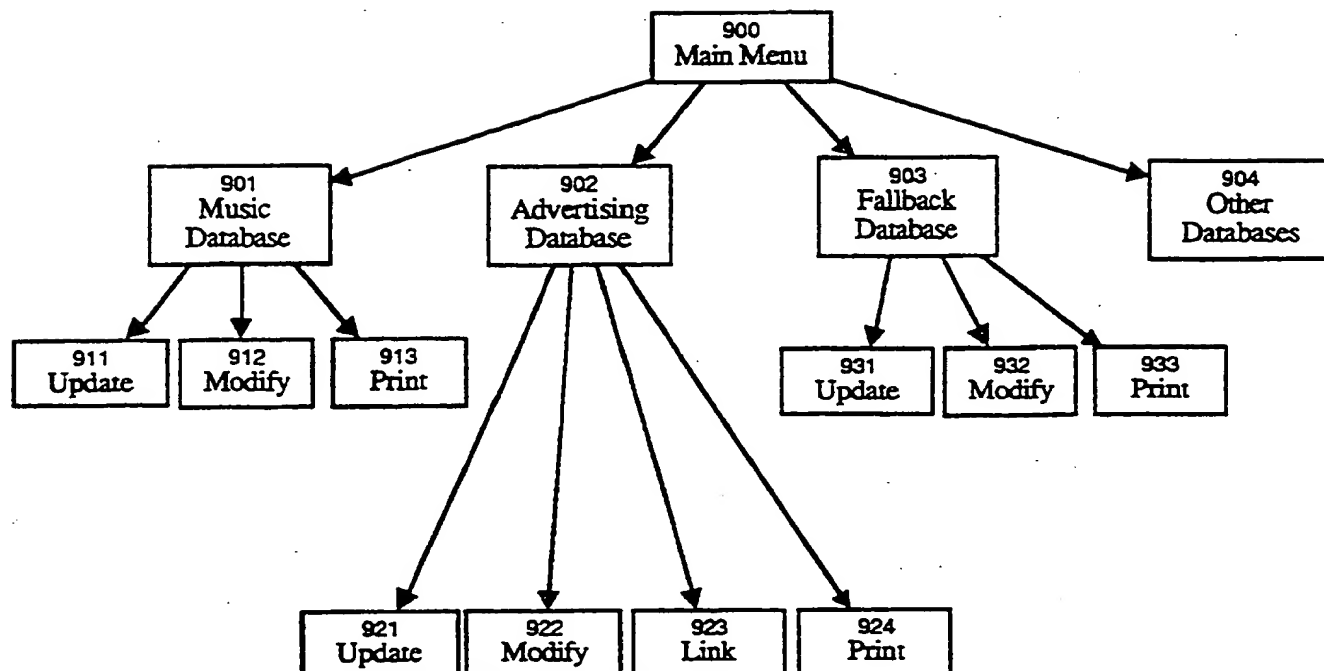 900
Main Menu
901
Music
Database
902
Advertising
Database
903
Fallback
Database
904
Other
Databases
911
Update
912
Modify
913
Print
931
Update
932
Modify
933
Print
921
Update
922
Modify
923
Link
924
Print